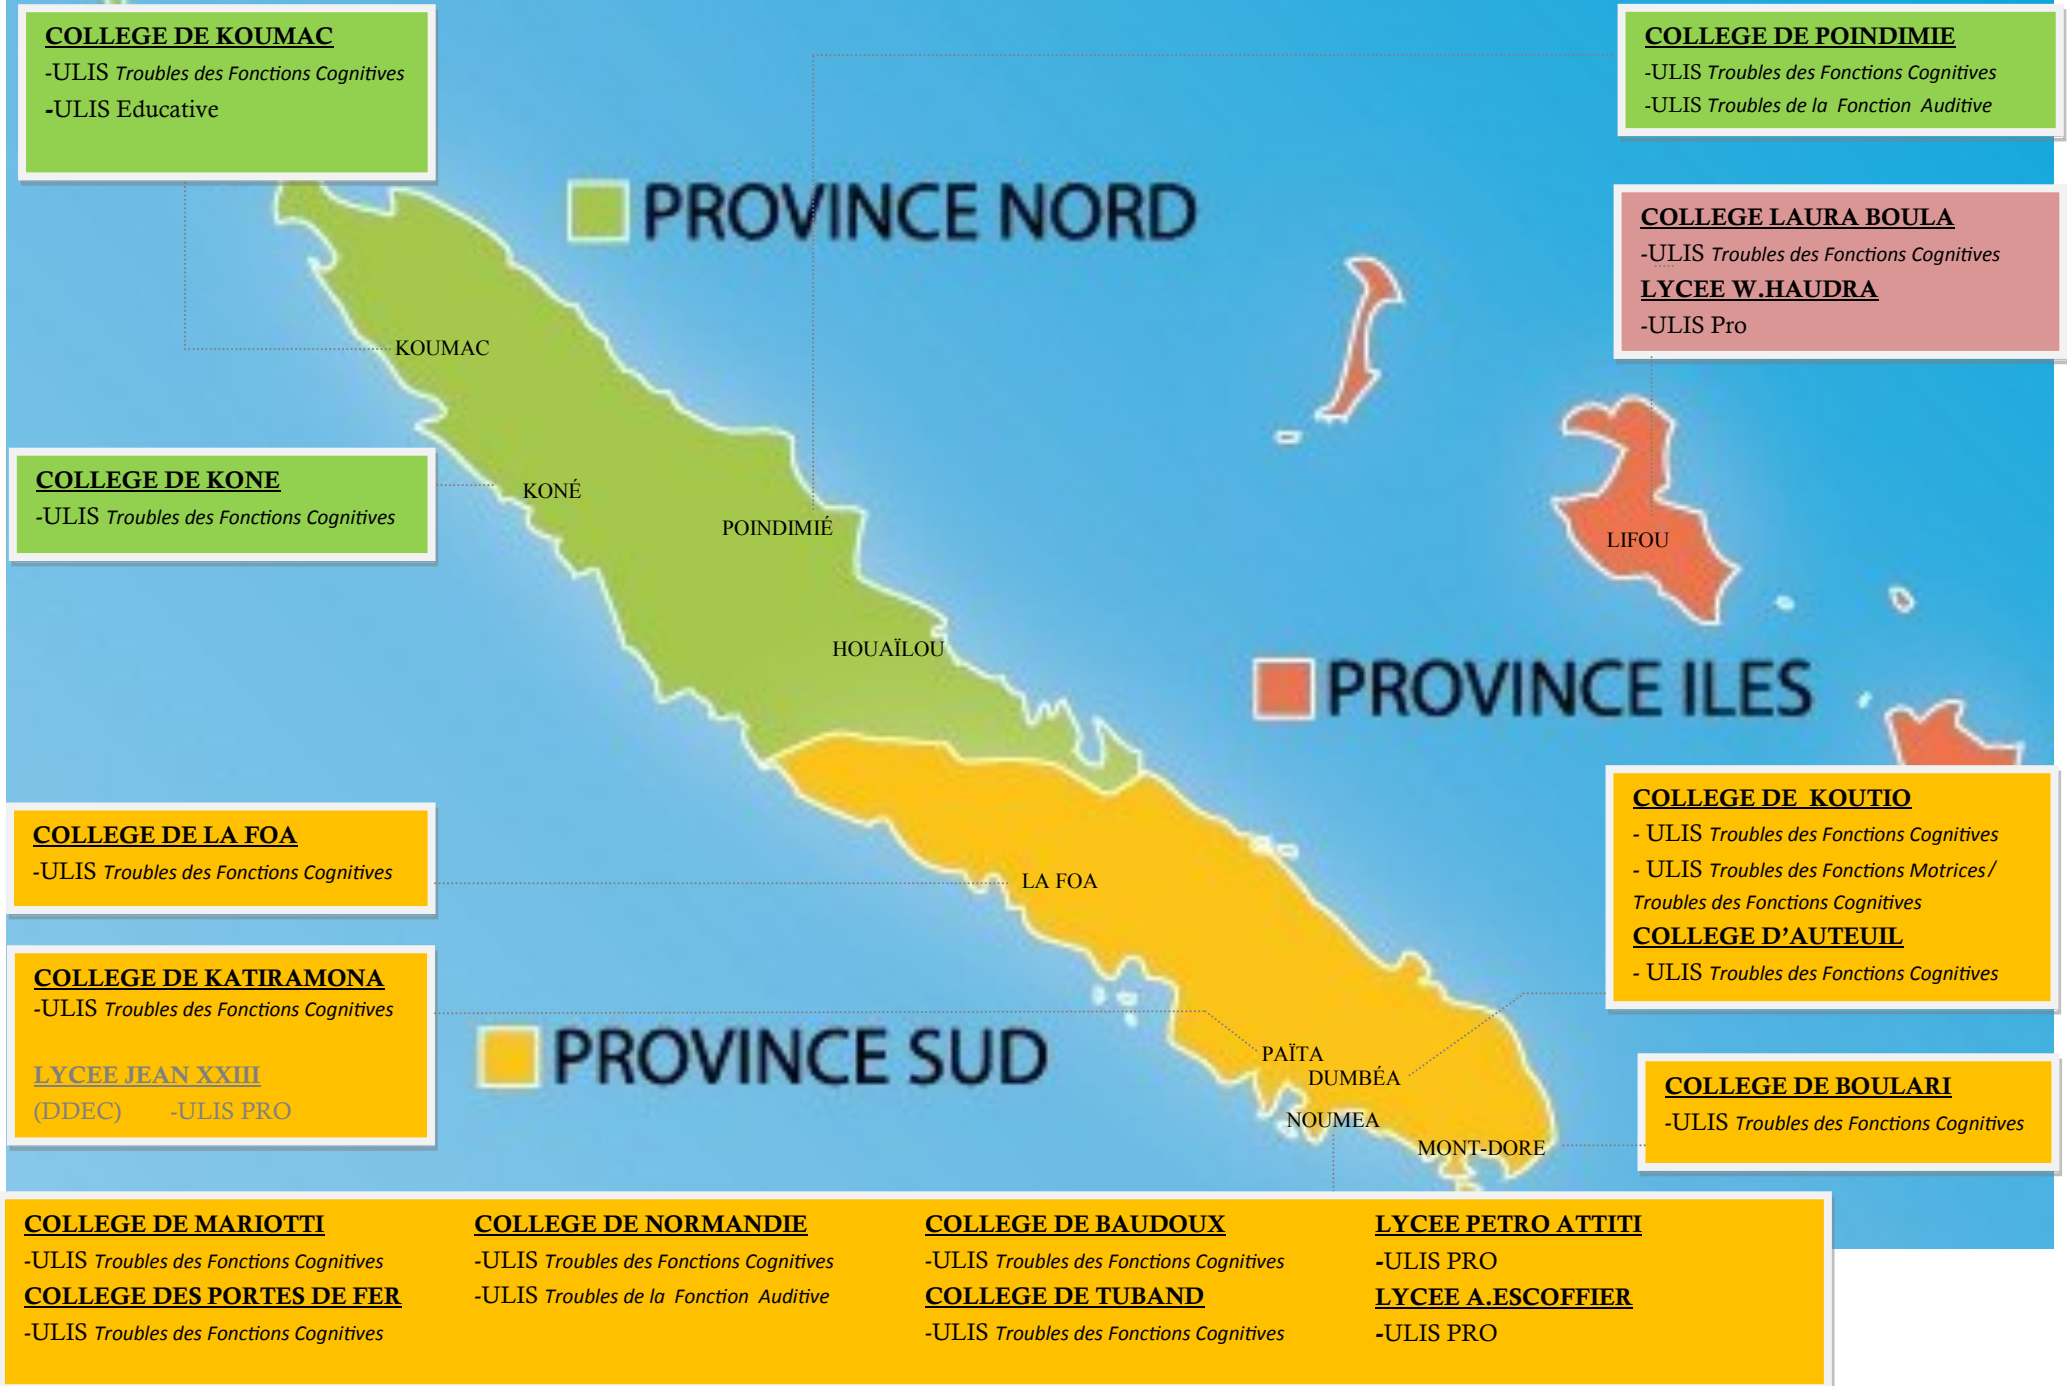 COLLEGE DE KOUMAC
-ULIS Troubles des Fonctions Cognitives
-ULIS Educative
COLLEGE DE POINDIMIE
-ULIS Troubles des Fonctions Cognitives
-ULIS Troubles de la Fonction Auditive
PROVINCE NORD
COLLEGE LAURA BOULA
-ULIS Troubles des Fonctions Cognitives
LYCEE W.HAUDRA
-ULIS Pro
KOUMAC
COLLEGE DE KONE
-ULIS Troubles des Fonctions Cognitives
KONÉ
POINDIMIÉ
LIFOU
HOUAÏLOU
PROVINCE ILES
COLLEGE DE LA FOA
-ULIS Troubles des Fonctions Cognitives
LA FOA
COLLEGE DE KOUTIO
- ULIS Troubles des Fonctions Cognitives
- ULIS Troubles des Fonctions Motrices/
Troubles des Fonctions Cognitives
COLLEGE D’AUTEUIL
- ULIS Troubles des Fonctions Cognitives
COLLEGE DE KATIRAMONA
-ULIS Troubles des Fonctions Cognitives
LYCEE JEAN XXIII
(DDEC) -ULIS PRO
PROVINCE SUD
PAÏTA
DUMBÉA
NOUMEA
MONT-DORE
COLLEGE DE BOULARI
-ULIS Troubles des Fonctions Cognitives
COLLEGE DE MARIOTTI
-ULIS Troubles des Fonctions Cognitives
COLLEGE DES PORTES DE FER
-ULIS Troubles des Fonctions Cognitives
COLLEGE DE NORMANDIE
-ULIS Troubles des Fonctions Cognitives
-ULIS Troubles de la Fonction Auditive
COLLEGE DE BAUDOUX
-ULIS Troubles des Fonctions Cognitives
COLLEGE DE TUBAND
-ULIS Troubles des Fonctions Cognitives
LYCEE PETRO ATTITI
-ULIS PRO
LYCEE A.ESCOFFIER
-ULIS PRO